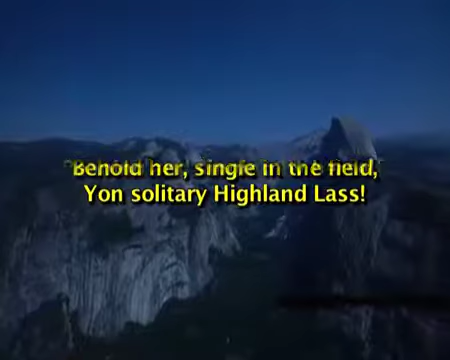 Behold her, single in the field,
Yon solitary Highland Lass!